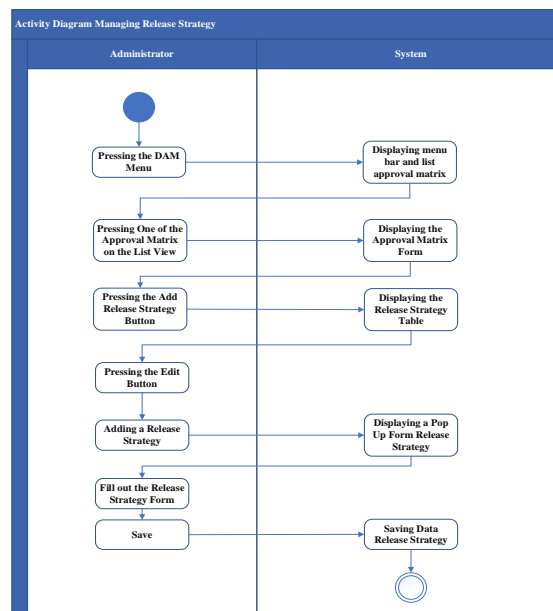 Activity Diagram Managing Release Strategy
Administrator
System
Pressing the DAM
Menu
Displaying menu
bar and list
approval matrix
Pressing One of the
Approval Matrix
on the List View
Displaying the
Approval Matrix
Form
Pressing the Add
Release Strategy
Button
Displaying the
Release Strategy
Table
Pressing the Edit
Button
Adding a Release
Strategy
Displaying a Pop
Up Form Release
Strategy
Fill out the Release
Strategy Form
Save
Saving Data
Release Strategy